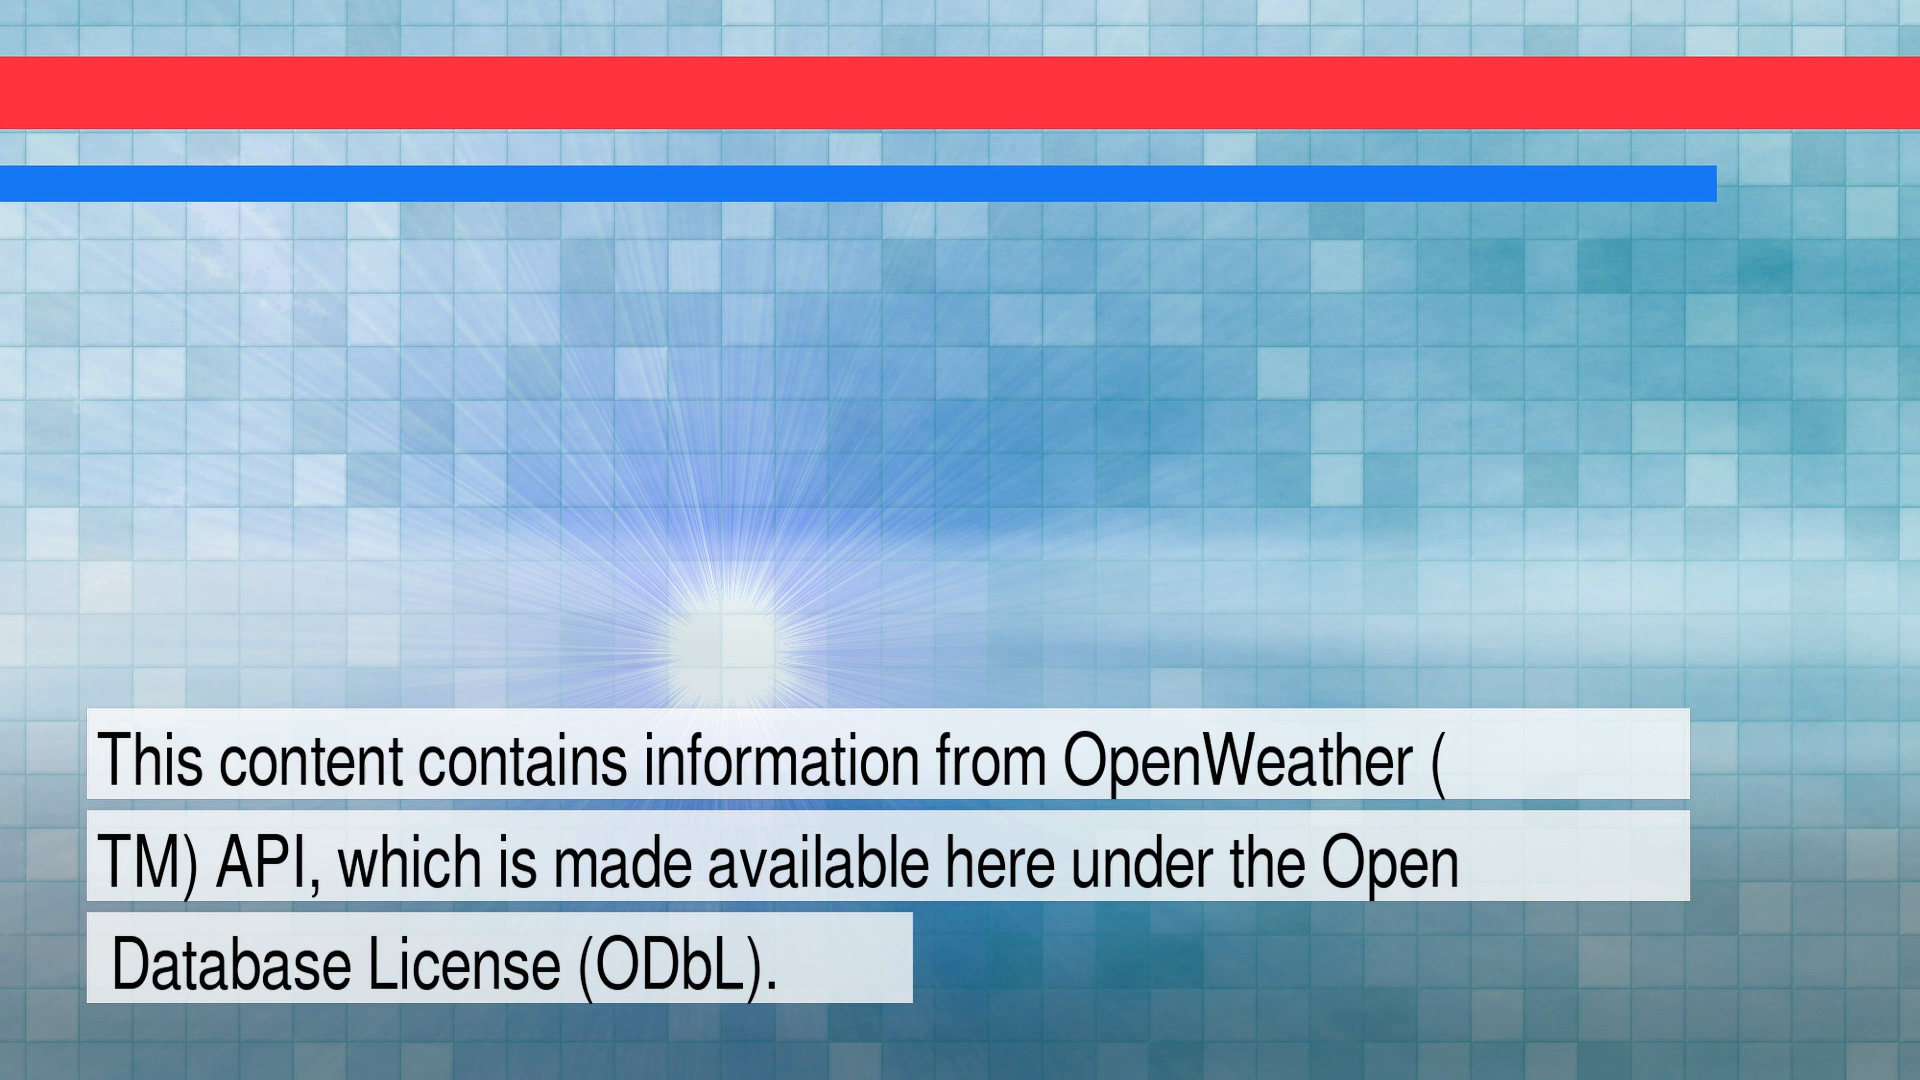 This content contains information from OpenWeather (
TM) API, which is made available here under the Open
Database License (ODbL).